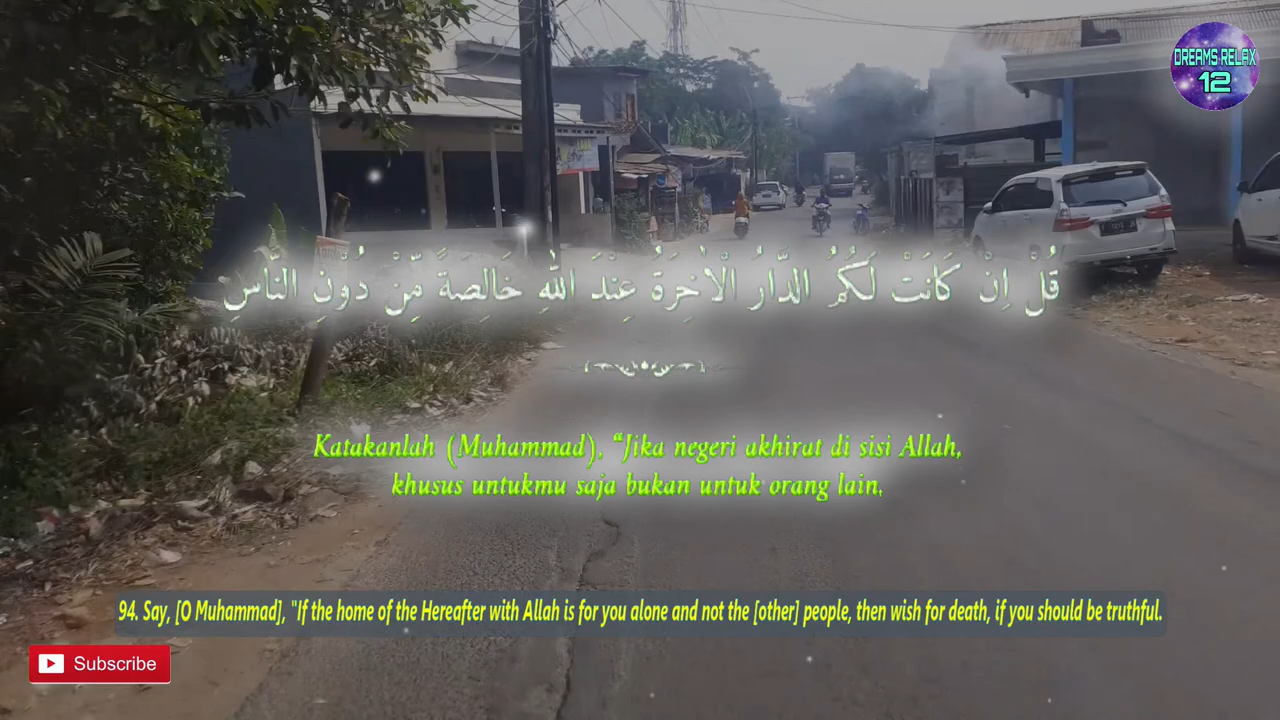 DREAMS RELAX
12
قُلْ اِنْ كَانَتْ لَكُمُ الدَّارُ الْاٰخِرَةُ عِنْدَ اللّٰهِ خَالِصَةً مِّنْ دُوْنِ النَّاسِ
Katakanlah (Muhammad), “Jika negeri akhirat di sisi Allah,
khusus untukmu saja bukan untuk orang lain,
94. Say, [O Muhammad], "If the home of the Hereafter with Allah is for you alone and not the [other] people, then wish for death, if you should be truthful.
Subscribe